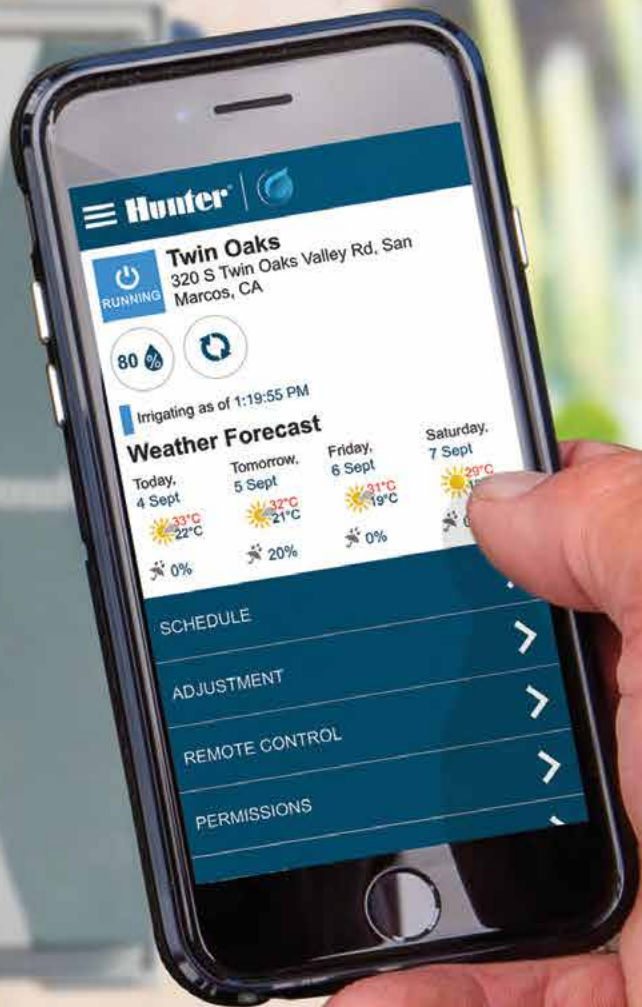 Hunter®
Twin Oaks
320 S Twin Oaks Valley Rd, San
Marcos, CA
RUNNING
80 %
Irrigating as of 1:19:55 PM
Weather Forecast
Today, Tomorrow, Friday, Saturday,
4 Sept 5 Sept 6 Sept 7 Sept
33°C 32°C 31°C 29°C
22°C 21°C 19°C
0% 20% 0%
SCHEDULE
ADJUSTMENT
REMOTE CONTROL
PERMISSIONS